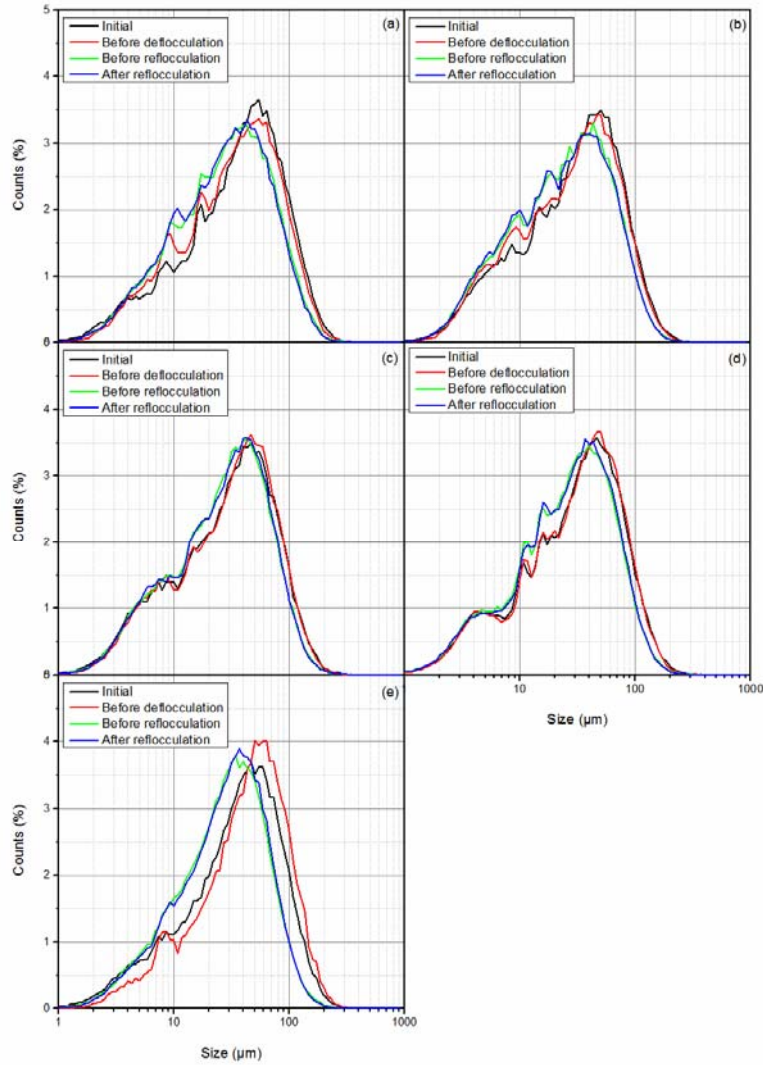 5
4
3
2
1
0
Counts (%)
Initial
Before deflocculation
Before reflocculation
After reflocculation
(a)
Initial
Before deflocculation
Before reflocculation
After reflocculation
(b)
4
3
2
1
0
Counts (%)
Initial
Before deflocculation
Before reflocculation
After reflocculation
(c)
Initial
Before deflocculation
Before reflocculation
After reflocculation
(d)
10 100 1000
Size (µm)
4
3
2
1
0
Counts (%)
Initial
Before deflocculation
Before reflocculation
After reflocculation
(e)
1 10 100 1000
Size (µm)